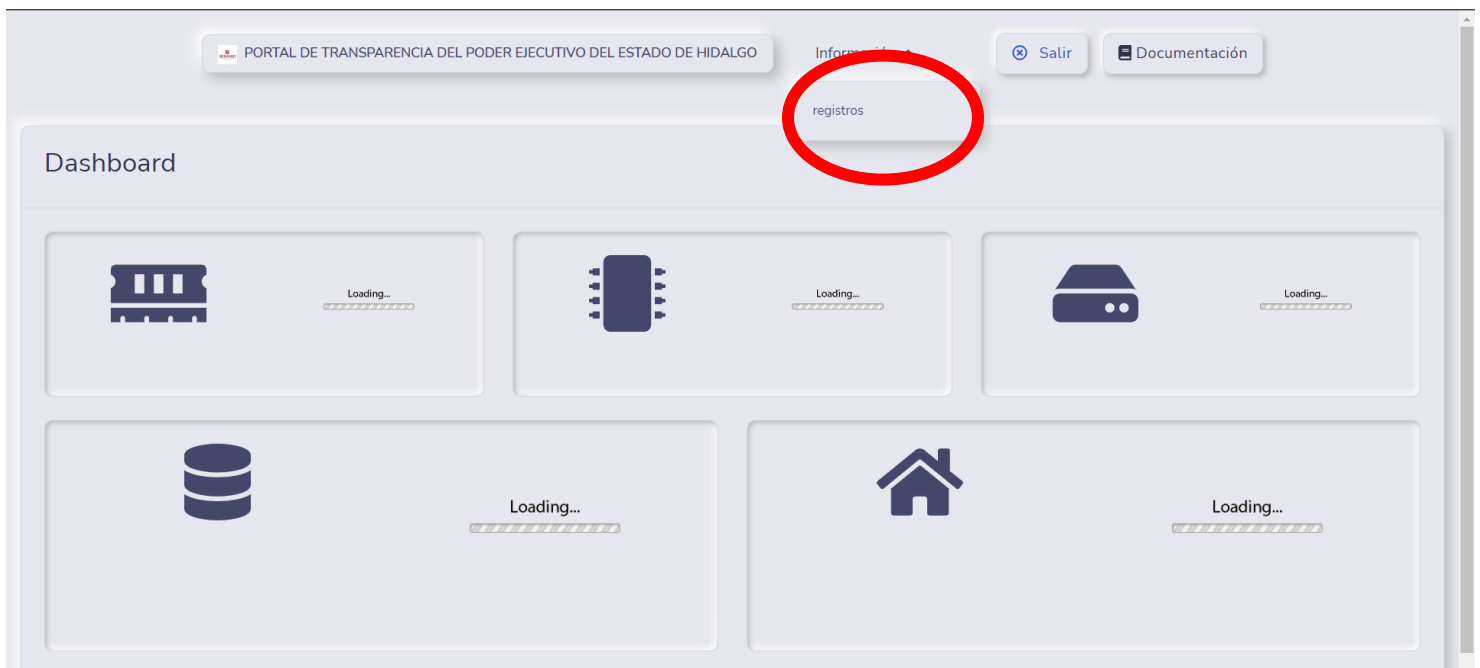 PORTAL DE TRANSPARENCIA DEL PODER EJECUTIVO DEL ESTADO DE HIDALGO
Información
Salir
Documentación
registros
Dashboard
Loading...
Loading...
Loading...
Loading...
Loading...